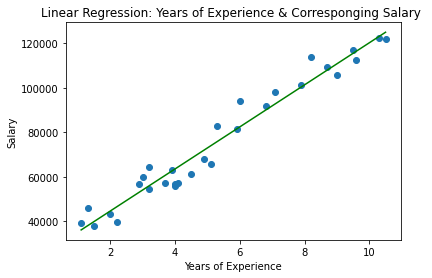 Linear Regression: Years of Experience & Corresponging Salary
120000
100000
80000
60000
40000
Salary
2 4 6 8 10
Years of Experience